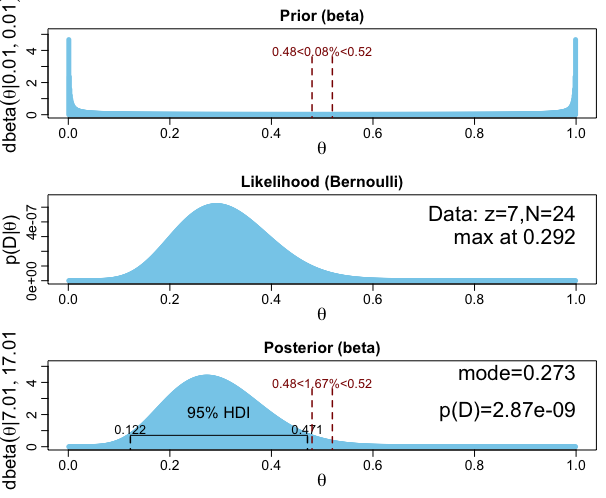 Prior (beta)
dbeta(θ|0.01, 0.01)
0 2 4
0.48<0.08%<0.52
0.0 0.2 0.4 0.6 0.8 1.0
θ
Likelihood (Bernoulli)
p(D|θ)
0e+00 4e-07
Data: z=7,N=24
max at 0.292
0.0 0.2 0.4 0.6 0.8 1.0
θ
Posterior (beta)
dbeta(θ|7.01, 17.01
0 2 4
mode=0.273
0.48<1.67%<0.52
p(D)=2.87e-09
95% HDI
0.122 0.471
0.0 0.2 0.4 0.6 0.8 1.0
θ